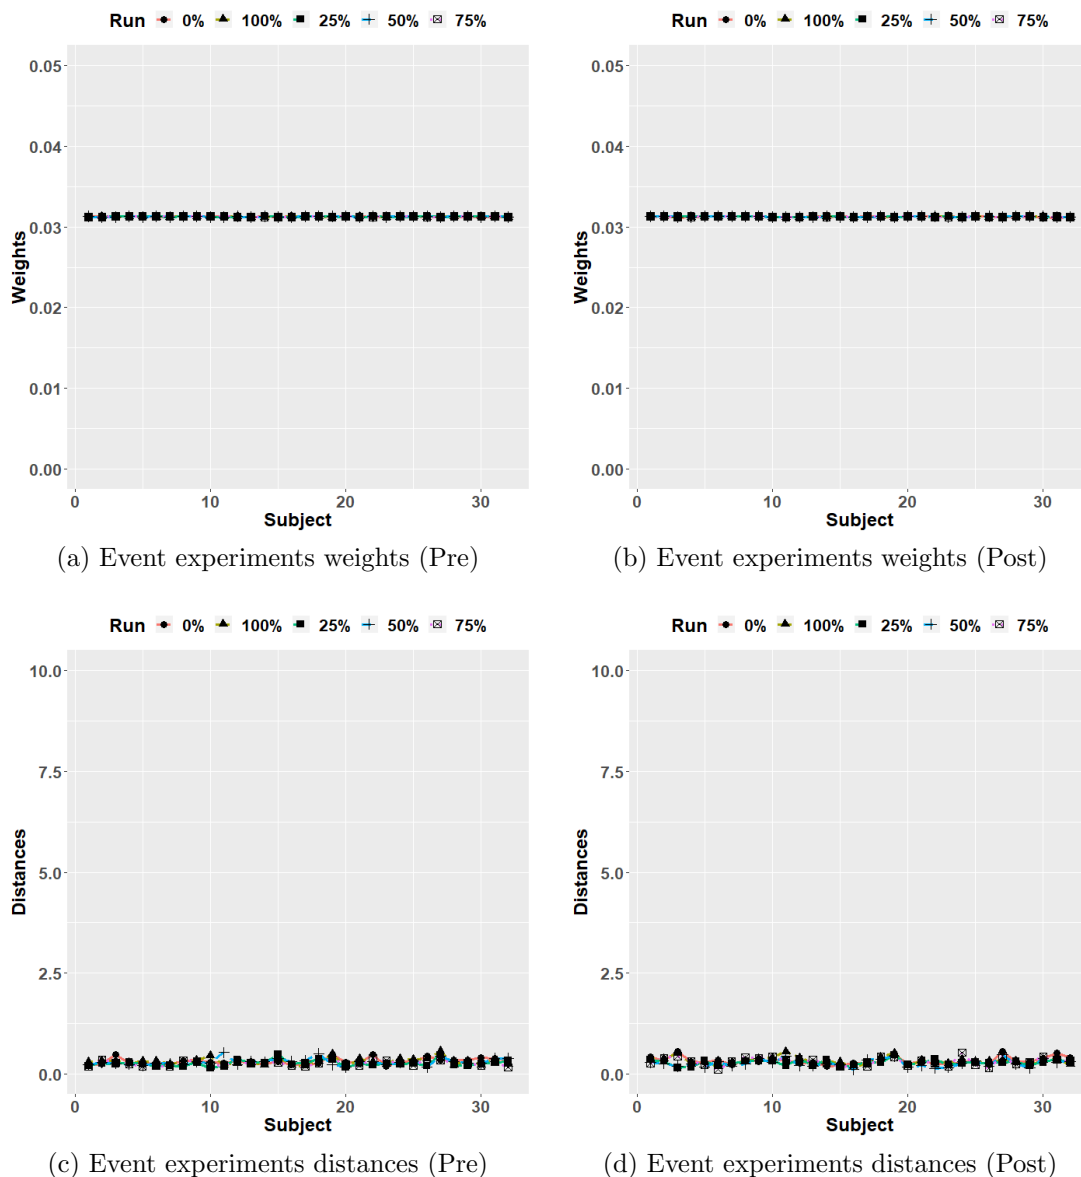 Run 0% 100% 25% 50% 75%
0.05
0.04
0.03
0.02
0.01
0.00
Weights
0 10 20 30
Subject
(a) Event experiments weights (Pre)
Run 0% 100% 25% 50% 75%
0.05
0.04
0.03
0.02
0.01
0.00
Weights
0 10 20 30
Subject
(b) Event experiments weights (Post)
Run 0% 100% 25% 50% 75%
10.0
7.5
5.0
2.5
0.0
Distances
0 10 20 30
Subject
(c) Event experiments distances (Pre)
Run 0% 100% 25% 50% 75%
10.0
7.5
5.0
2.5
0.0
Distances
0 10 20 30
Subject
(d) Event experiments distances (Post)